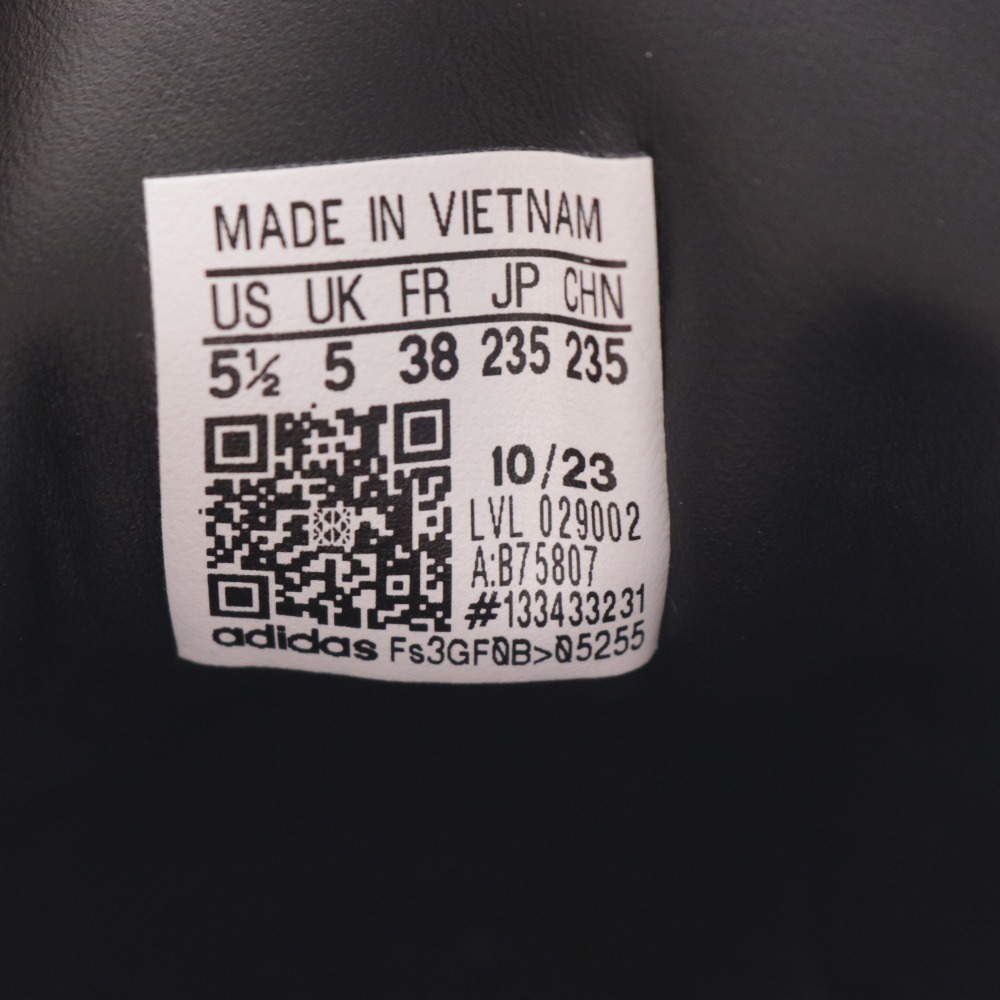 MADE IN VIETNAM
US UK FR JP CHN
5½ 5 38 235 235
10/23
LVL 029002
A:B75807
#133433231
adidas Fs3GF0B>05255